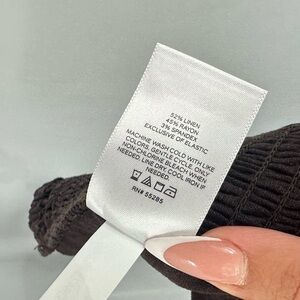 52% LINEN
45% RAYON
3% SPANDEX
EXCLUSIVE OF ELASTIC
MACHINE WASH COLD WITH LIKE
COLORS, GENTLE CYCLE. ONLY
NON-CHLORINE BLEACH WHEN
NEEDED. LINE DRY. COOL IRON IF
NEEDED.
RN# 55285